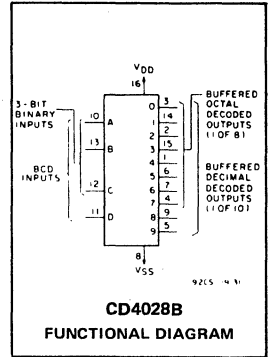 VDD
16
3-BIT
BINARY
INPUTS
BCD
INPUTS
10 A
13 B
12 C
11 D
0 3
1 14
2 2
3 15
4 1
5 6
6 7
7 4
8 9
9 5
BUFFERED
OCTAL
DECODED
OUTPUTS
(1 OF 8)
BUFFERED
DECIMAL
DECODED
OUTPUTS
(1 OF 10)
8
VSS
92CS
CD4028B
FUNCTIONAL DIAGRAM